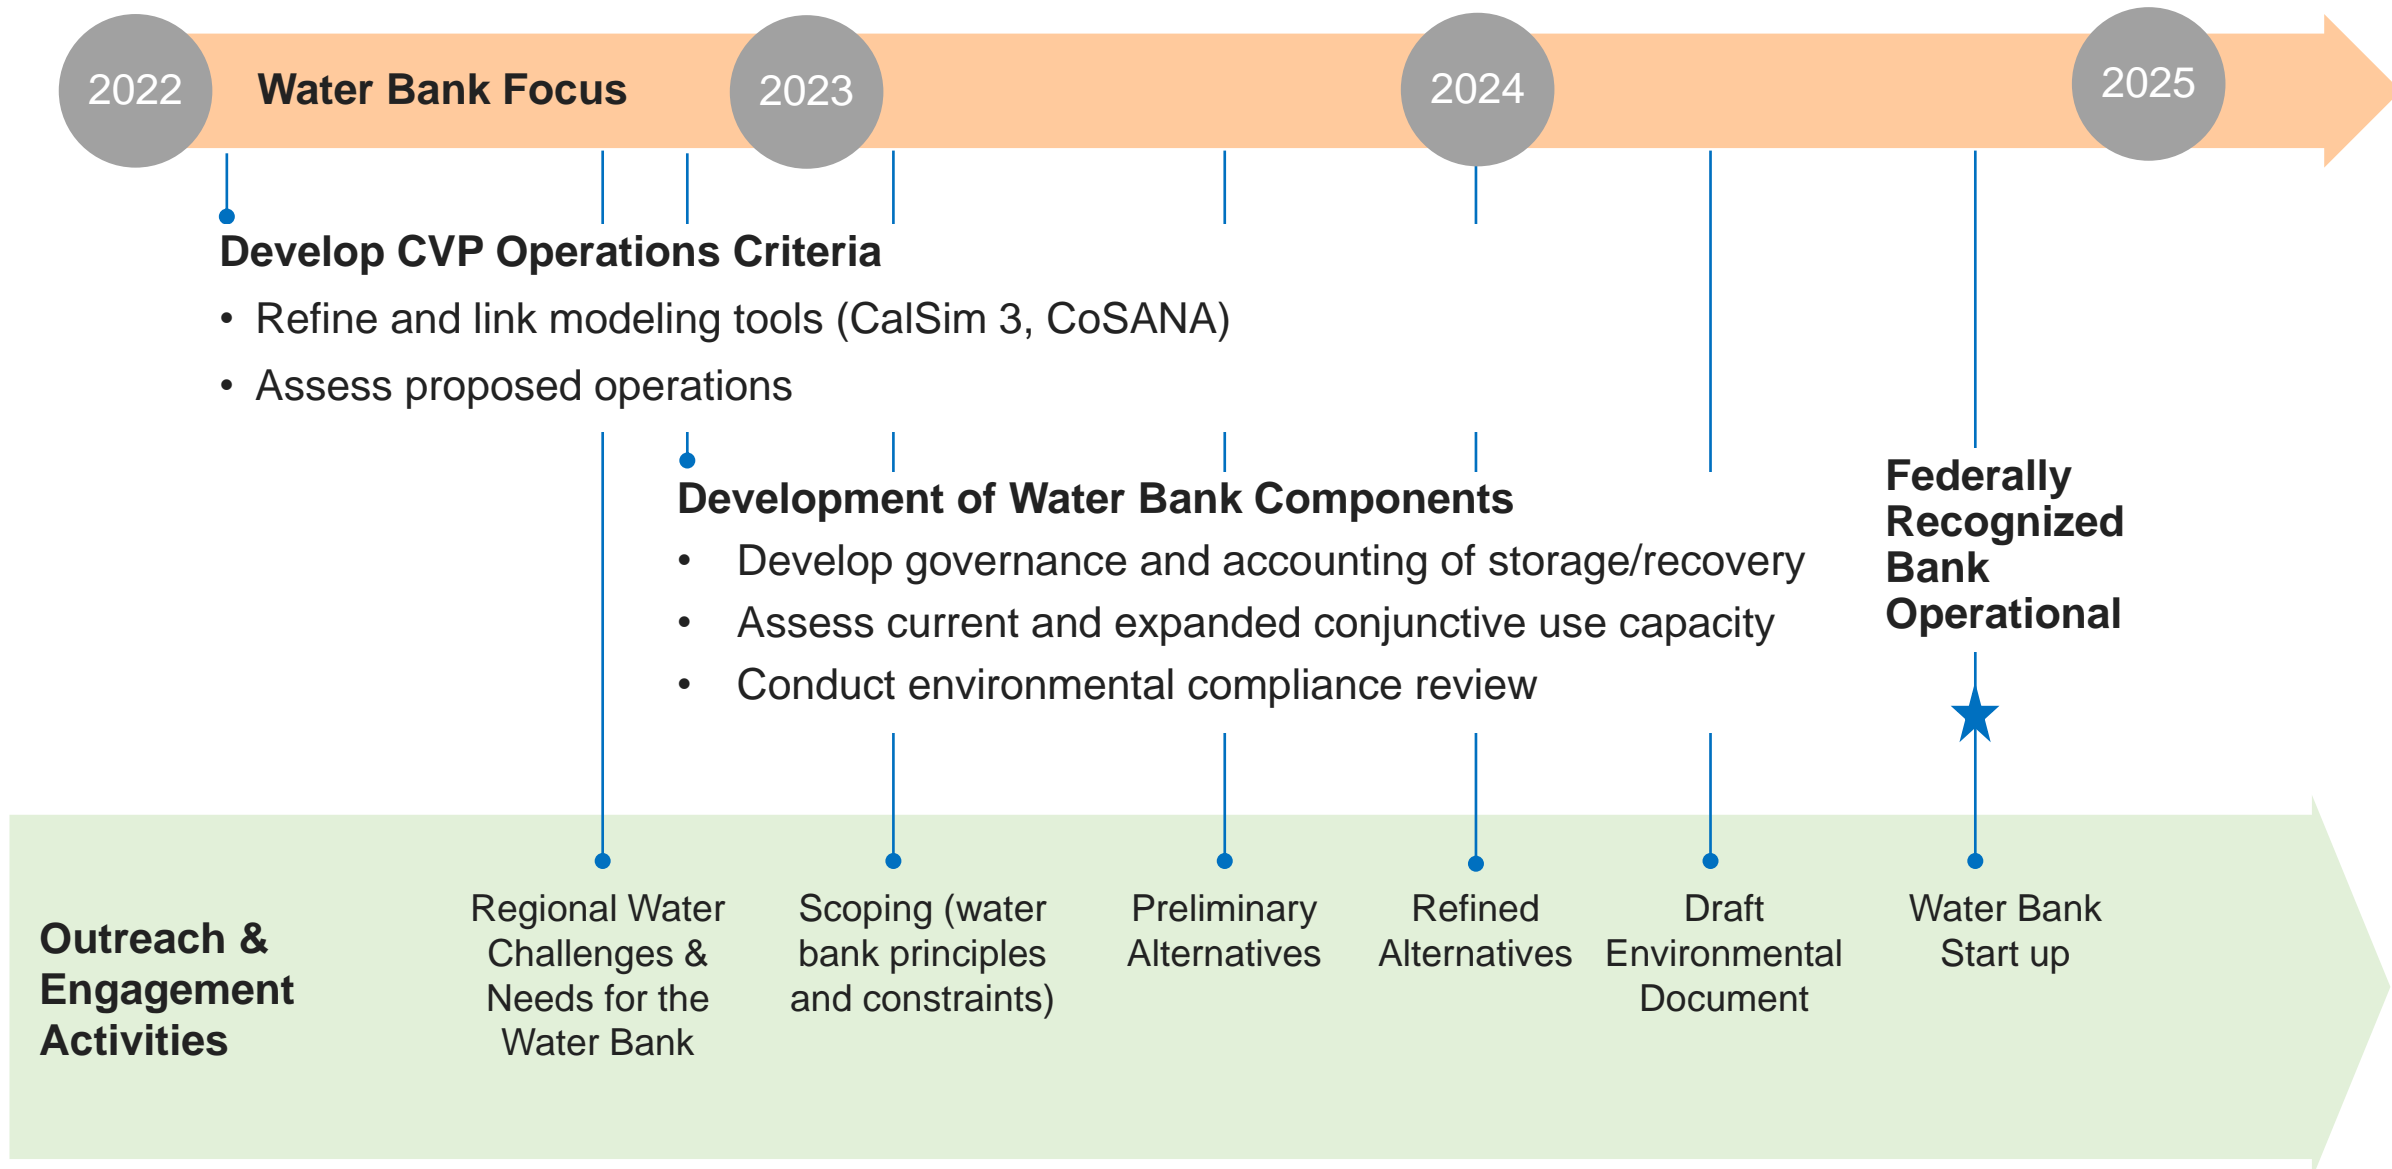 2022
Water Bank Focus
2023
2024
2025
Develop CVP Operations Criteria
• Refine and link modeling tools (CalSim 3, CoSANA)
• Assess proposed operations
Development of Water Bank Components
• Develop governance and accounting of storage/recovery
• Assess current and expanded conjunctive use capacity
• Conduct environmental compliance review
Federally
Recognized
Bank
Operational
Outreach &
Engagement
Activities
Regional Water
Challenges &
Needs for the
Water Bank
Scoping (water
bank principles
and constraints)
Preliminary
Alternatives
Refined
Alternatives
Draft
Environmental
Document
Water Bank
Start up